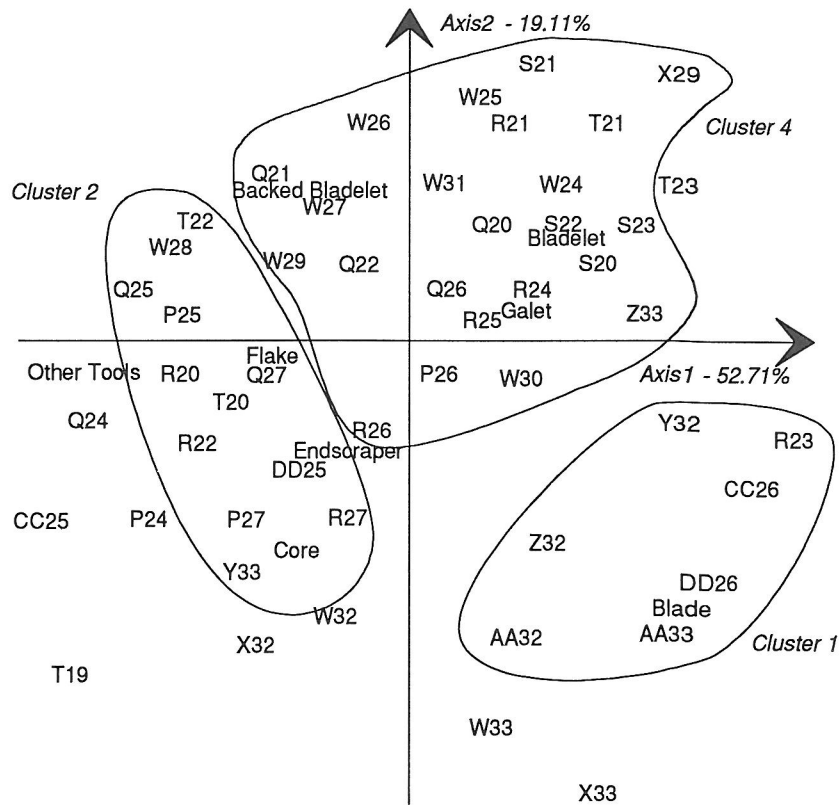 Axis2 - 19.11%
S21
X29
W25
W26
R21
T21
Cluster 4
Q21
W31
W24
T23
Cluster 2
Backed Bladelet
W27
T22
Q20
S22
S23
Bladelet
W28
W29
Q22
S20
Q25
Q26
R24
P25
R25
Galet
Z33
Flake
Other Tools
R20
Q27
P26
W30
Axis1 - 52.71%
T20
Q24
R26
Y32
R22
Endscraper
R23
DD25
CC26
CC25
P24
P27
R27
Core
Z32
Y33
DD26
Blade
W32
X32
AA32
AA33
Cluster 1
T19
W33
X33